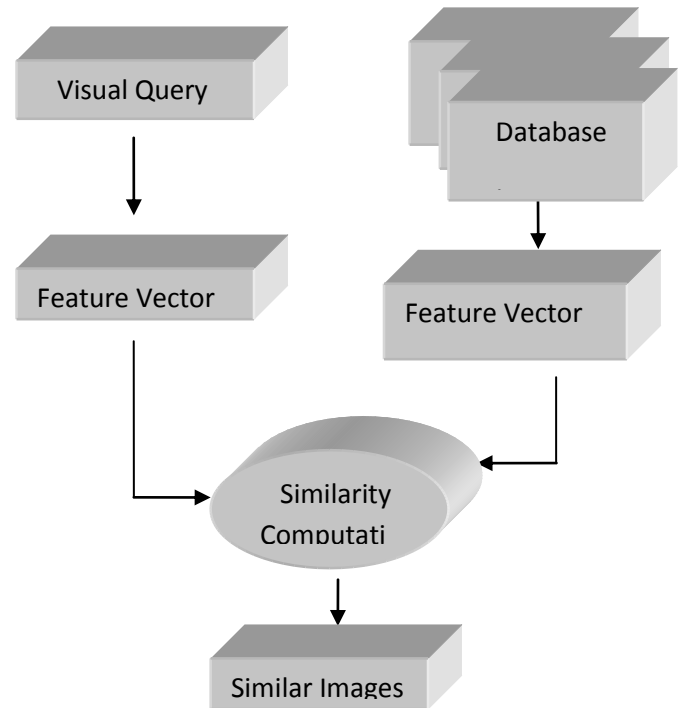 Visual Query
Database
Feature Vector
Feature Vector
Similarity
Computati
Similar Images